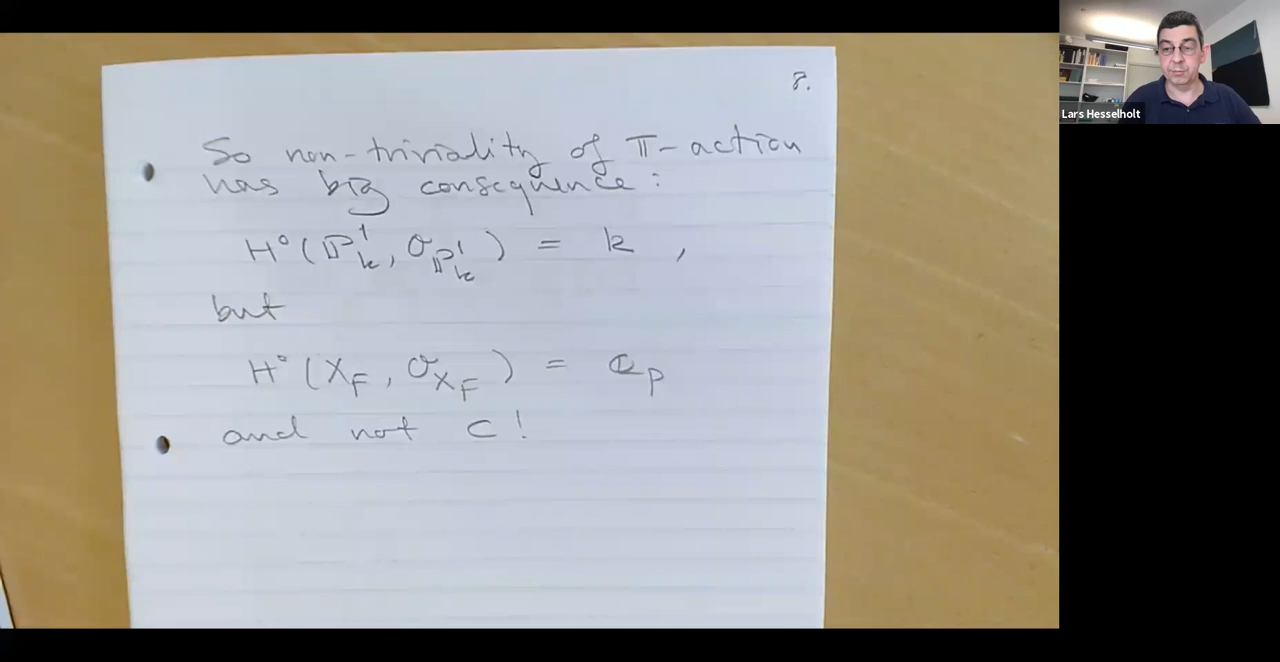 8.
So non-triviality of 𝕋-action
has big consequence:
H⁰(ℙ¹ₖ, 𝒪_ℙ¹ₖ) = k ,
but
H⁰(X_F, 𝒪_X_F) = ℚₚ
and not C!
Lars Hesselholt